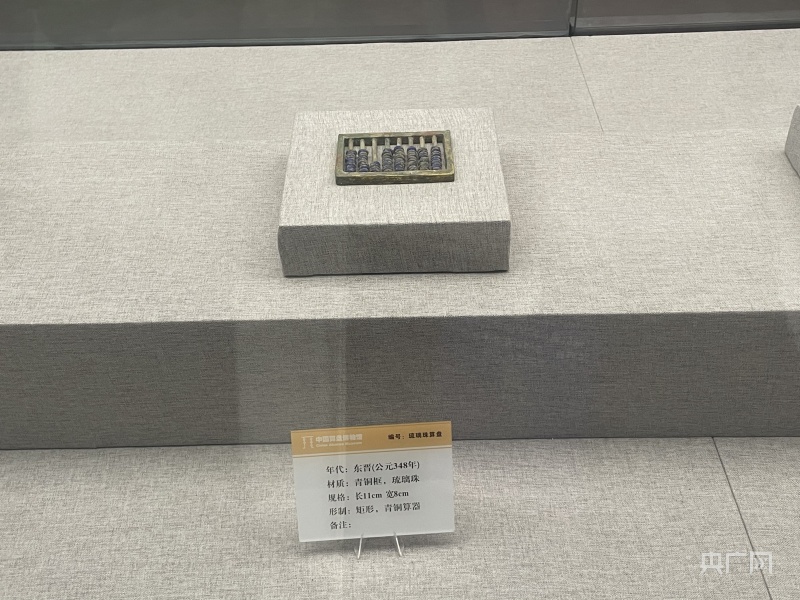 中国算盘博物馆
编号：琉璃珠算盘
年代：东晋(公元348年)
材质：青铜框，琉璃珠
规格：长11cm 宽8cm
形制：矩形，青铜算器
备注：
央广网